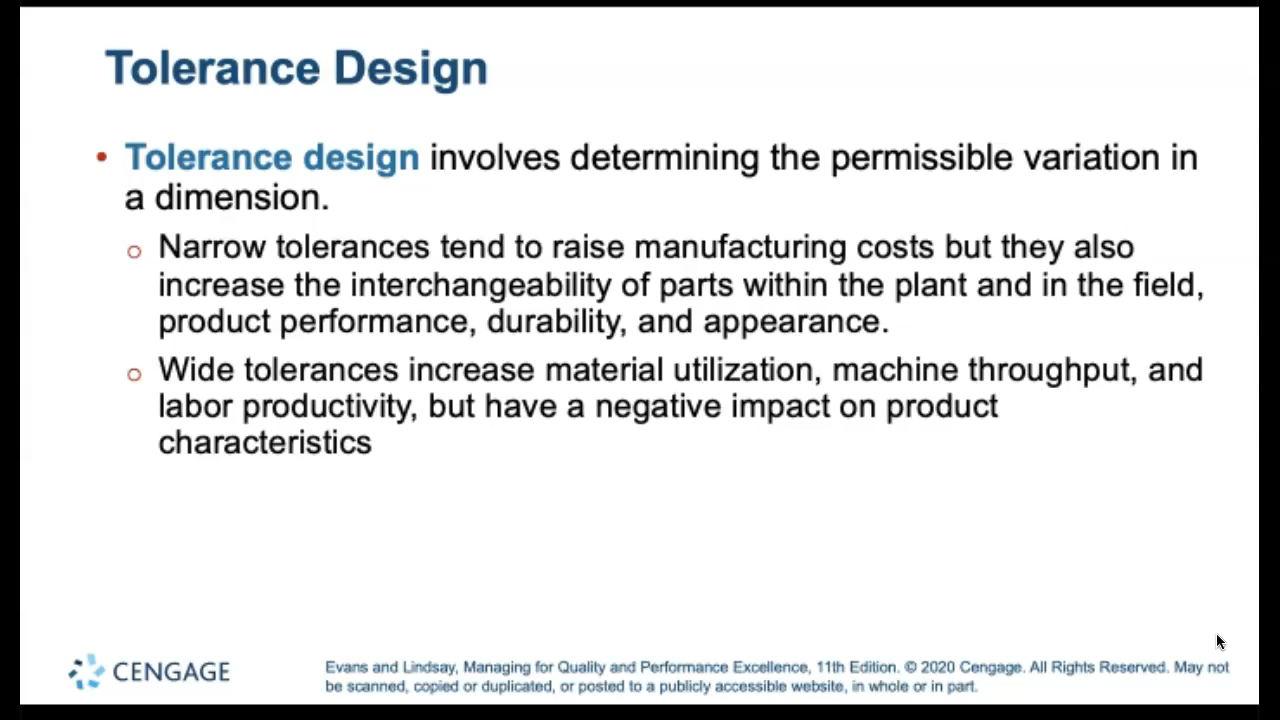 Tolerance Design
• Tolerance design involves determining the permissible variation in
a dimension.
o Narrow tolerances tend to raise manufacturing costs but they also
increase the interchangeability of parts within the plant and in the field,
product performance, durability, and appearance.
o Wide tolerances increase material utilization, machine throughput, and
labor productivity, but have a negative impact on product
characteristics
CENGAGE
Evans and Lindsay, Managing for Quality and Performance Excellence, 11th Edition. © 2020 Cengage. All Rights Reserved. May not
be scanned, copied or duplicated, or posted to a publicly accessible website, in whole or in part.